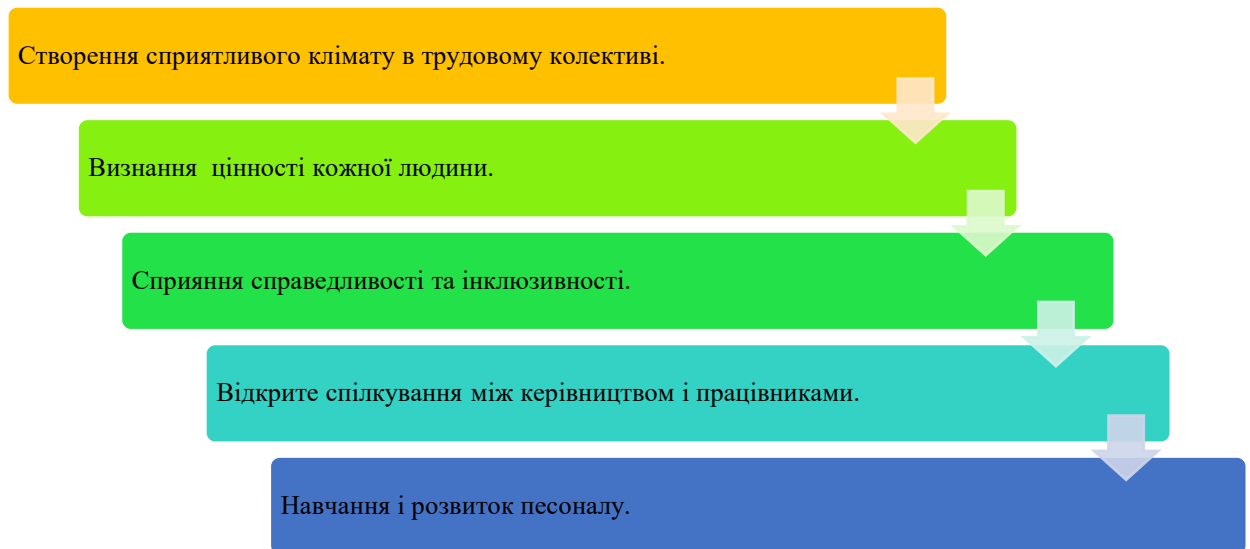 Створення сприятливого клімату в трудовому колективі.
Визнання  цінності кожної людини.
Сприяння справедливості та інклюзивності.
Відкрите спілкування між керівництвом і працівниками.
Навчання і розвиток песоналу.